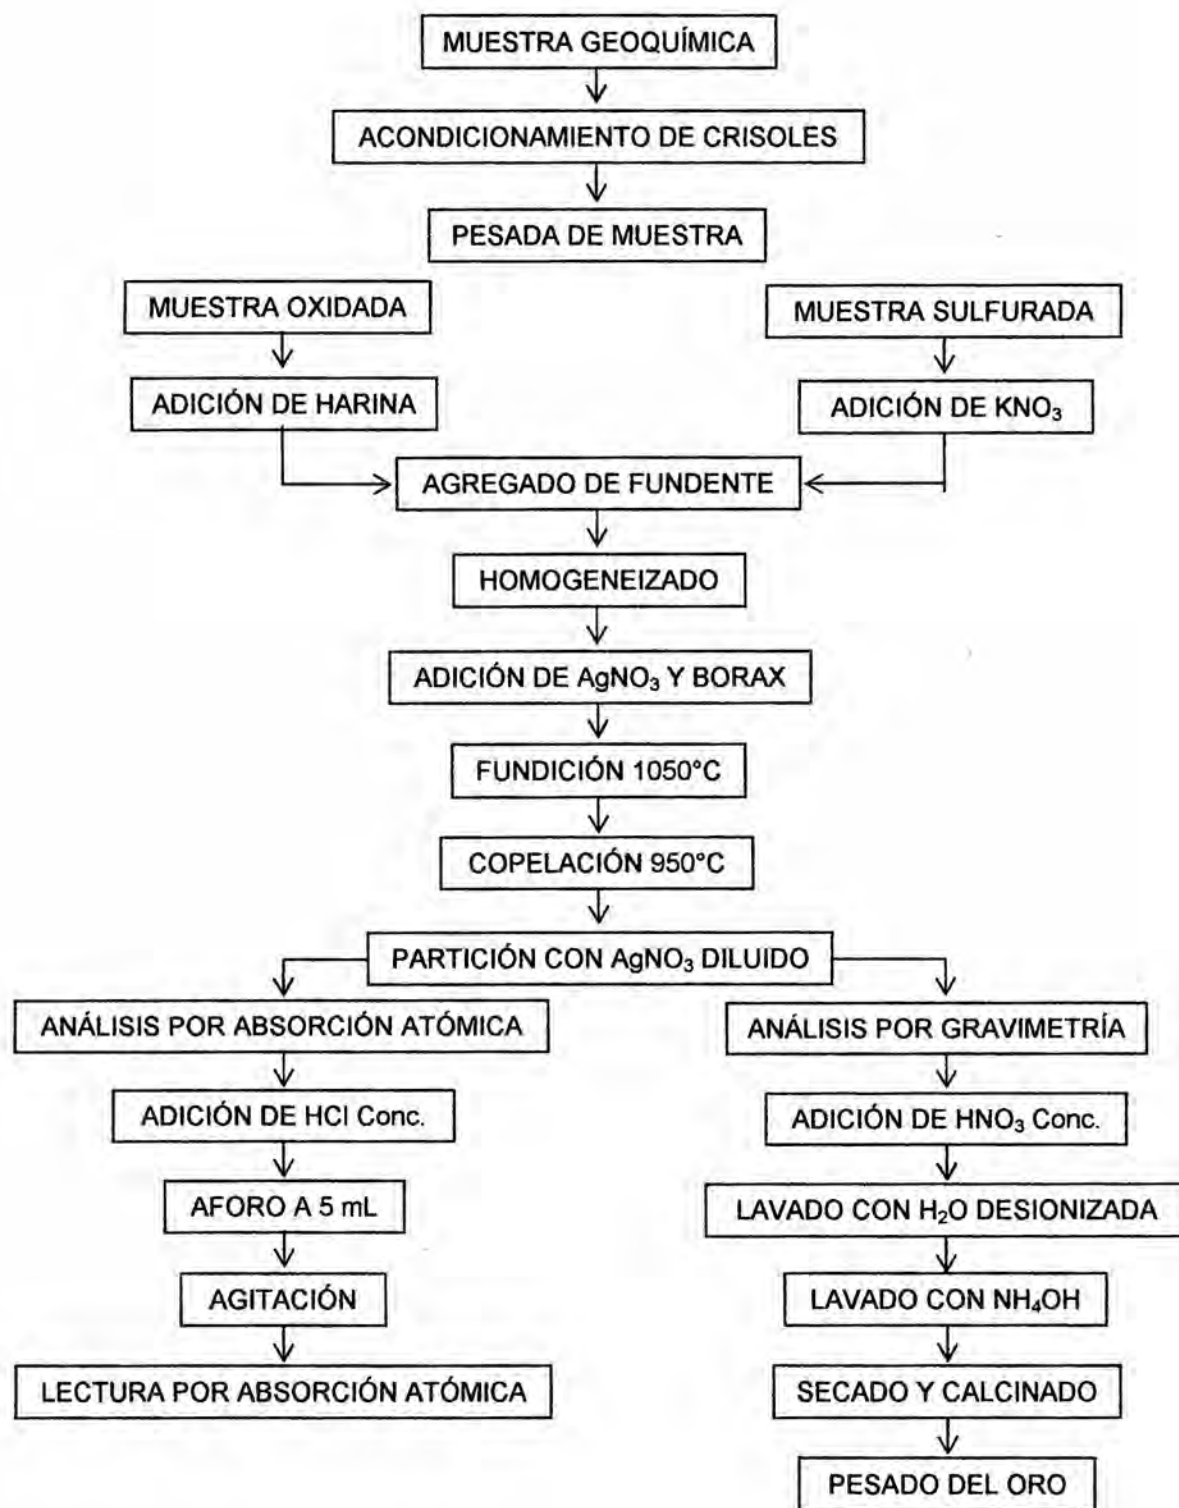 MUESTRA GEOQUÍMICA
ACONDICIONAMIENTO DE CRISOLES
PESADA DE MUESTRA
MUESTRA OXIDADA
MUESTRA SULFURADA
ADICIÓN DE HARINA
ADICIÓN DE KNO₃
AGREGADO DE FUNDENTE
HOMOGENEIZADO
ADICIÓN DE AgNO₃ Y BORAX
FUNDICIÓN 1050°C
COPELACIÓN 950°C
PARTICIÓN CON AgNO₃ DILUIDO
ANÁLISIS POR ABSORCIÓN ATÓMICA
ANÁLISIS POR GRAVIMETRÍA
ADICIÓN DE HCl Conc.
ADICIÓN DE HNO₃ Conc.
AFORO A 5 mL
LAVADO CON H₂O DESIONIZADA
AGITACIÓN
LAVADO CON NH₄OH
LECTURA POR ABSORCIÓN ATÓMICA
SECADO Y CALCINADO
PESADO DEL ORO